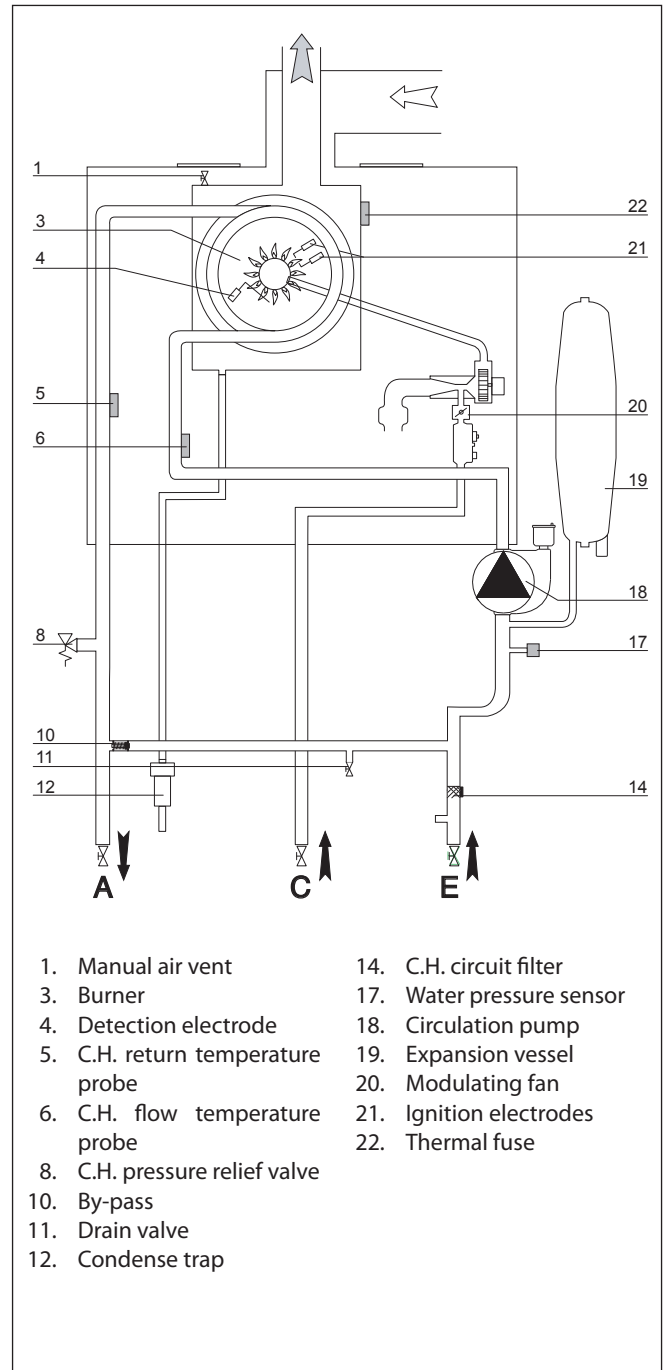 1
3
4
22
21
5
6
20
19
18
8
17
10
11
12
14
A
C
E
1. Manual air vent
3. Burner
4. Detection electrode
5. C.H. return temperature
probe
6. C.H. flow temperature
probe
8. C.H. pressure relief valve
10. By-pass
11. Drain valve
12. Condense trap
14. C.H. circuit filter
17. Water pressure sensor
18. Circulation pump
19. Expansion vessel
20. Modulating fan
21. Ignition electrodes
22. Thermal fuse